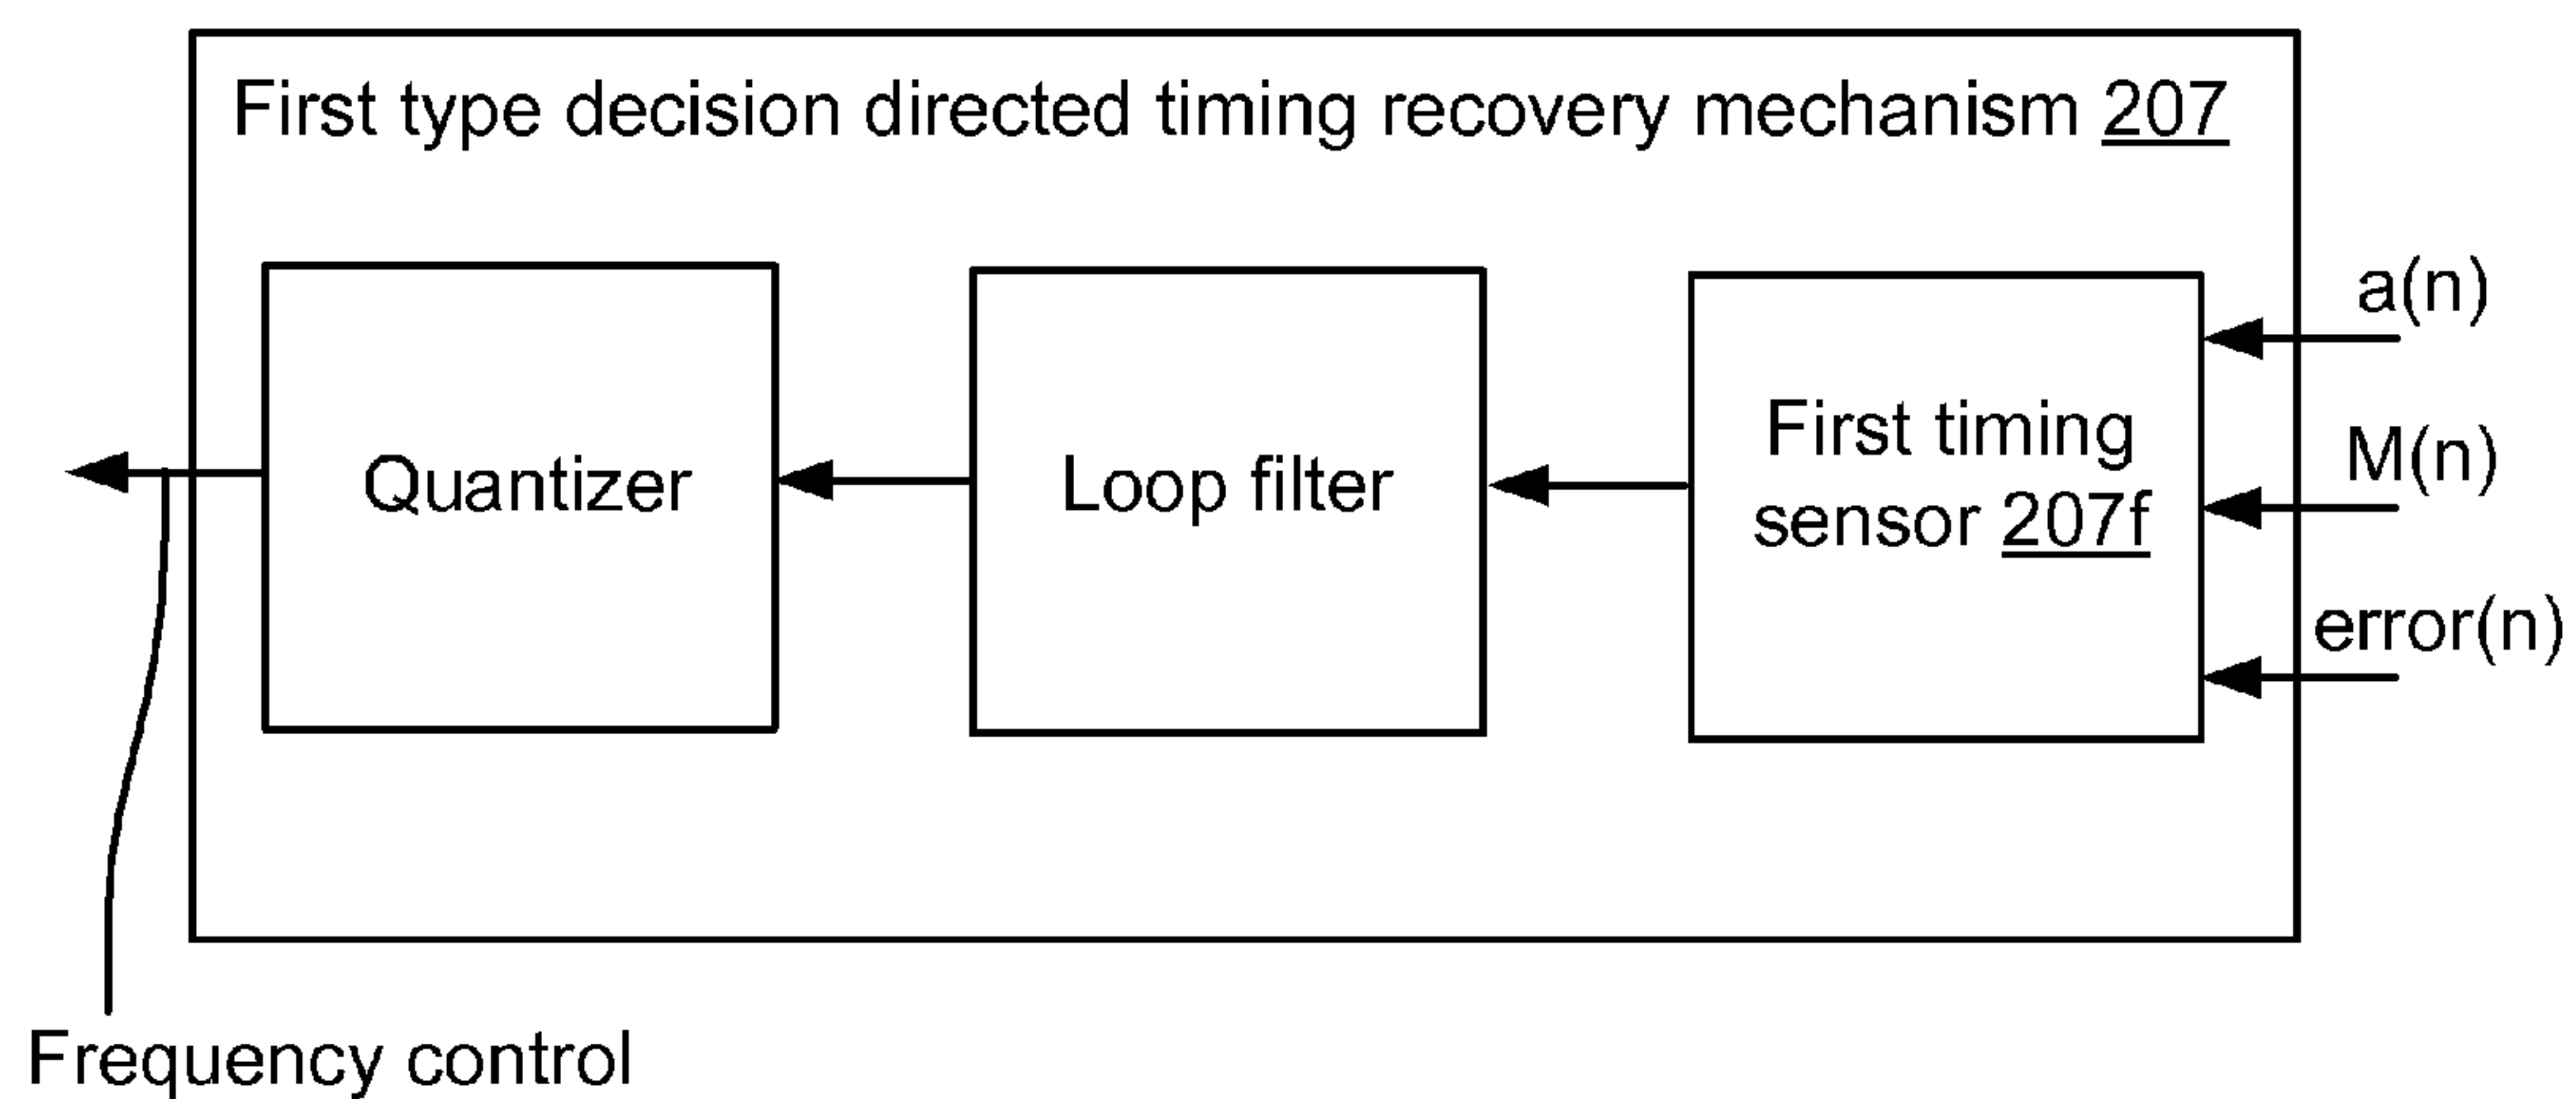 First type decision directed timing recovery mechanism 207
a(n)
M(n)
error(n)
Quantizer
Loop filter
First timing
sensor 207f
Frequency control